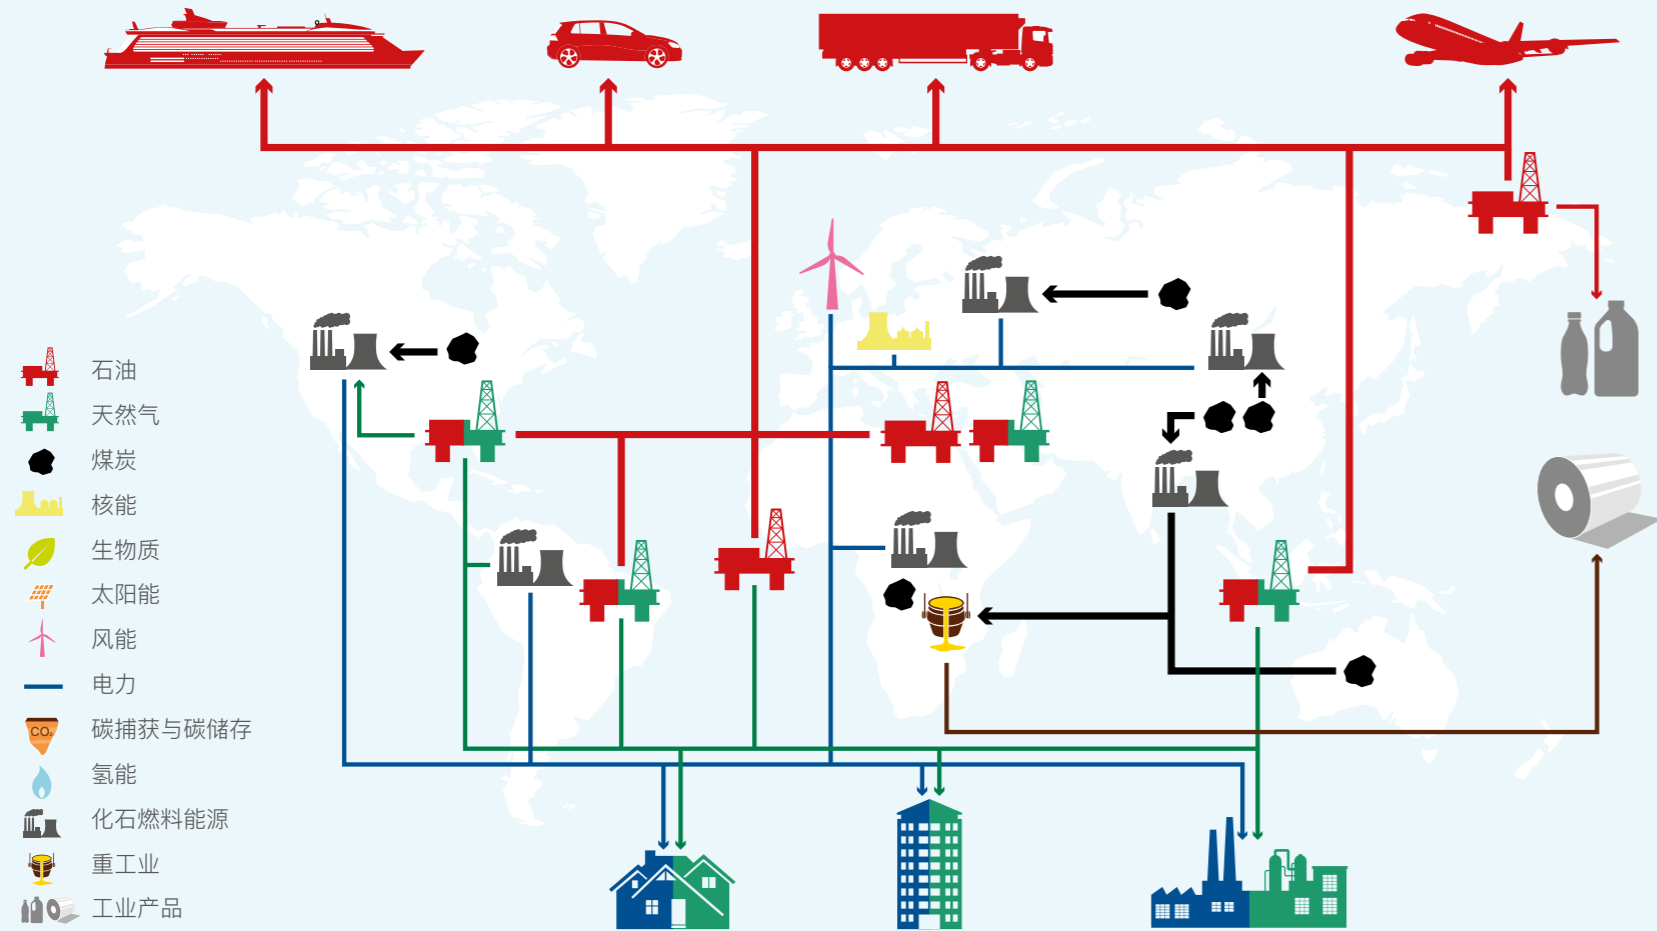 石油
天然气
煤炭
核能
生物质
太阳能
风能
电力
CO₂
碳捕获与碳储存
氢能
化石燃料能源
重工业
工业产品